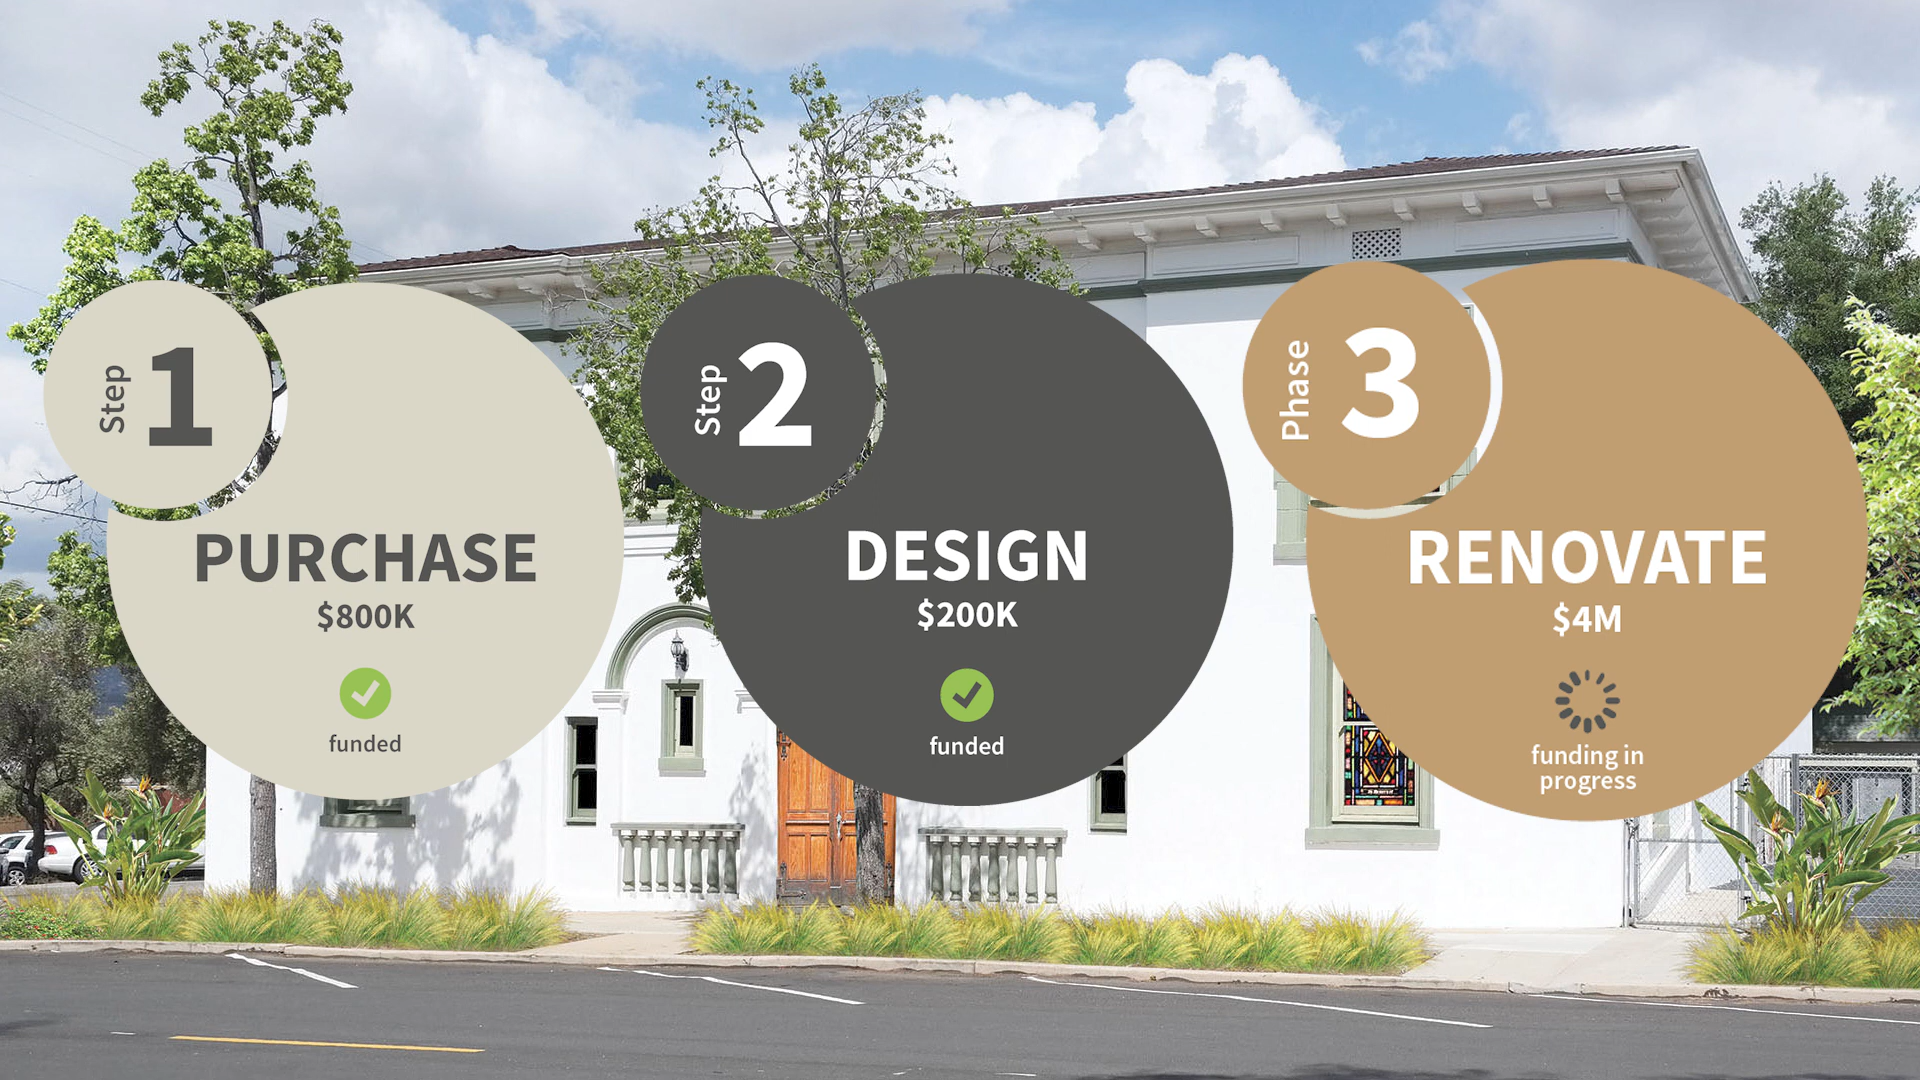 Step 1
PURCHASE
$800K
funded
Step 2
DESIGN
$200K
funded
Phase 3
RENOVATE
$4M
funding in
progress